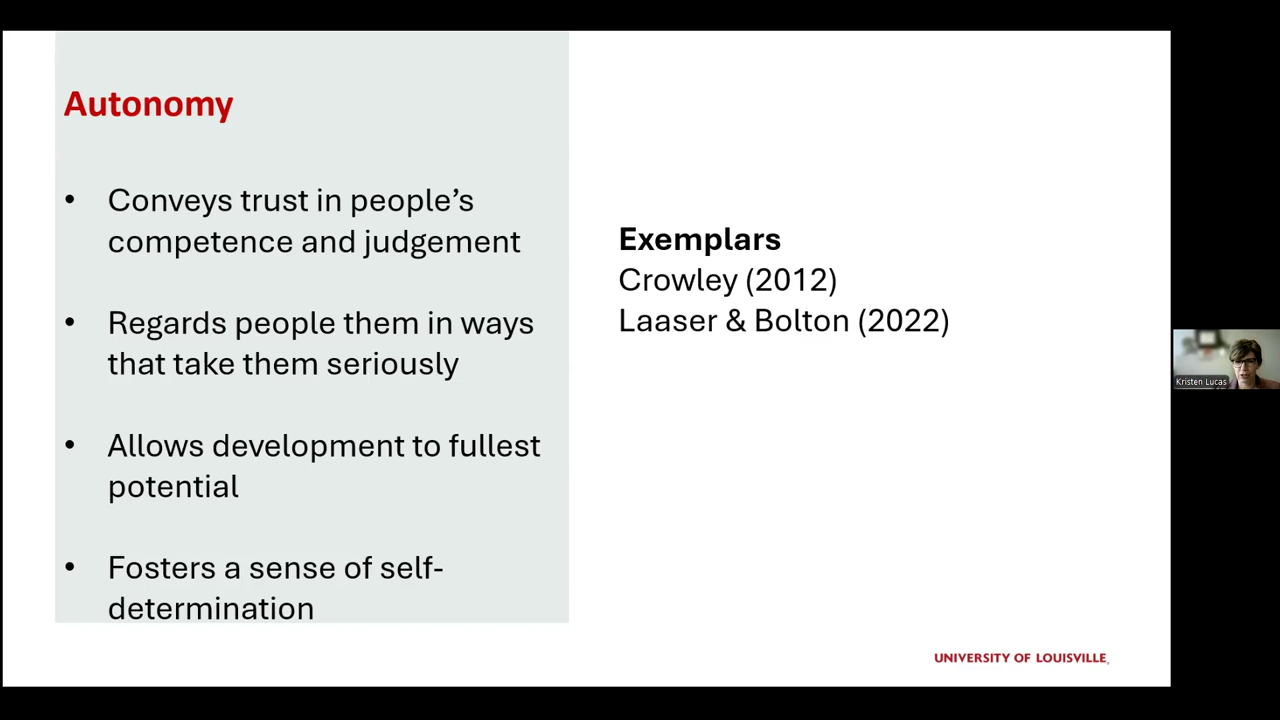 Autonomy
• Conveys trust in people’s
competence and judgement
• Regards people them in ways
that take them seriously
• Allows development to fullest
potential
• Fosters a sense of self-
determination
Exemplars
Crowley (2012)
Laaser & Bolton (2022)
Kristen Lucas
UNIVERSITY OF LOUISVILLE